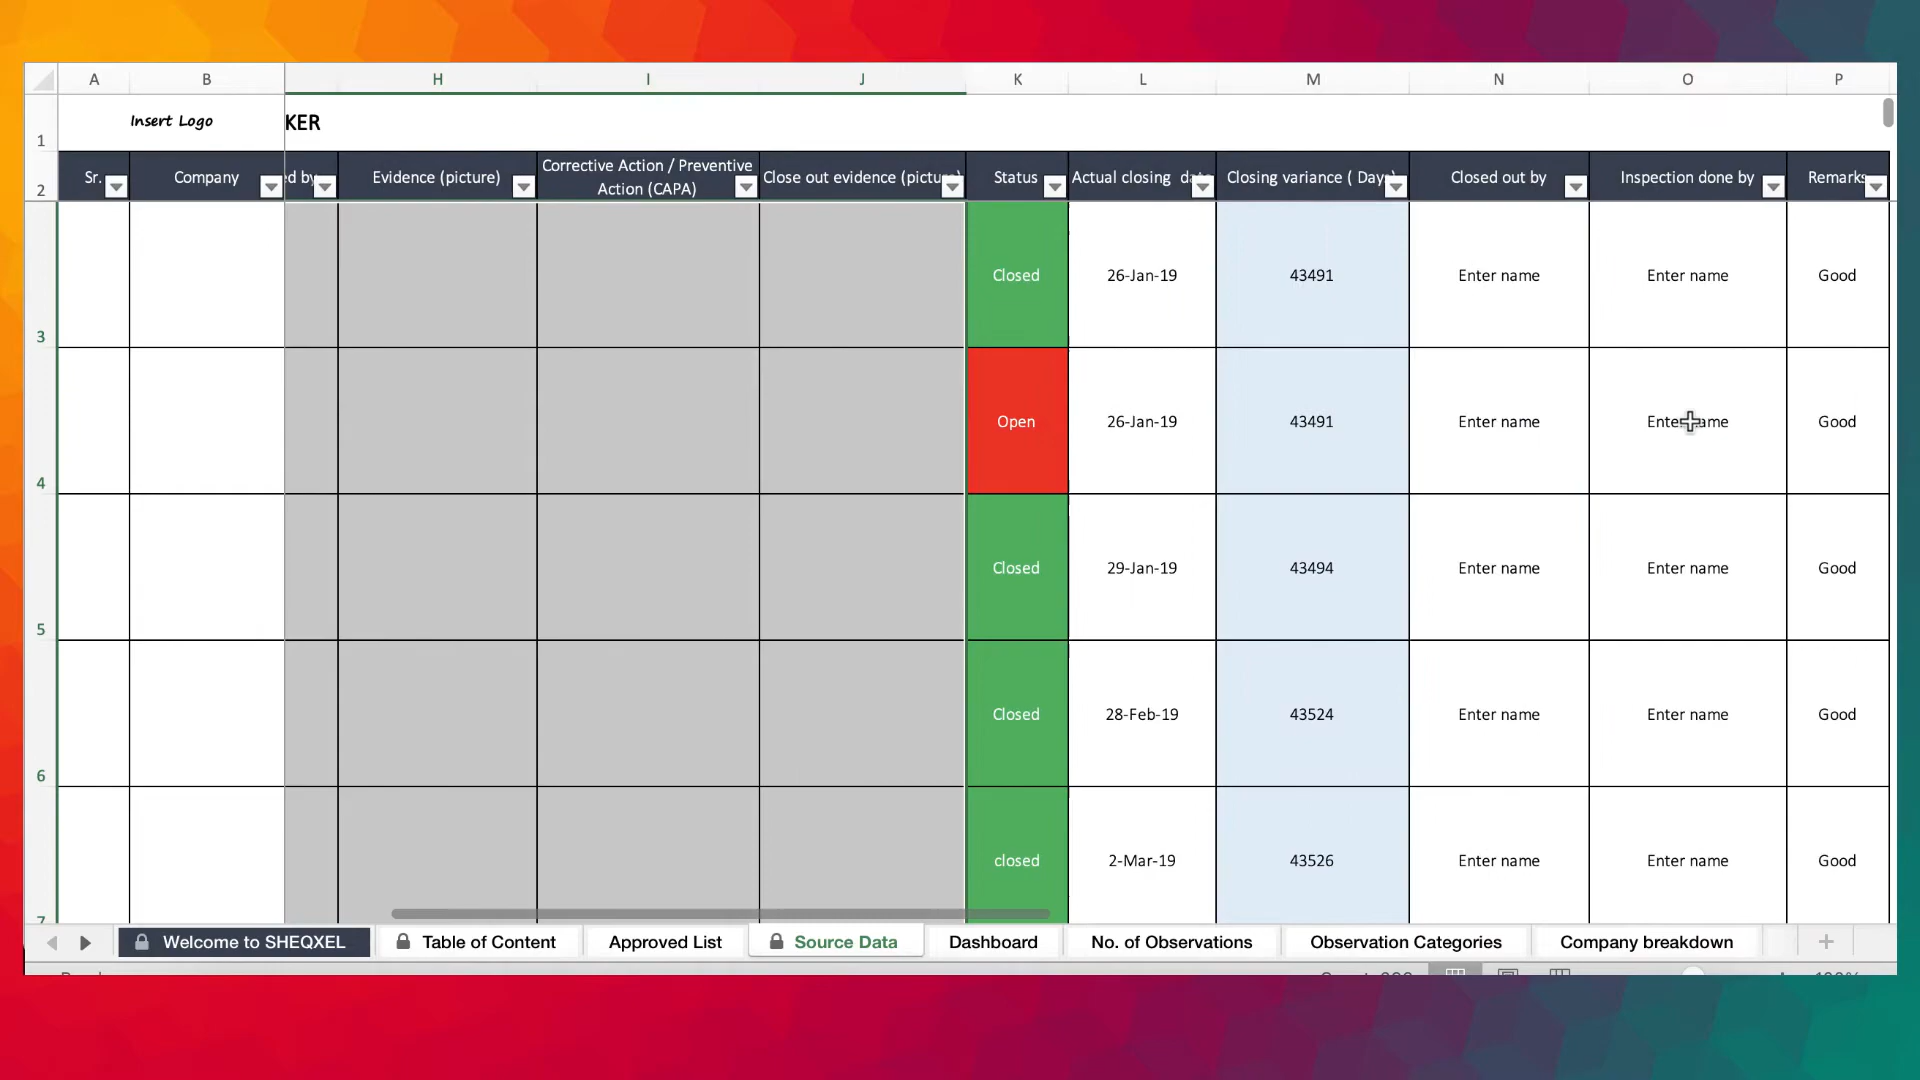 A B H I J K L M N O P
1 Insert Logo KER
2 Sr. Company ed by Evidence (picture) Corrective Action / Preventive Action (CAPA) Close out evidence (pictu Status Actual closing da Closing variance ( Day Closed out by Inspection done by Remarks
3 Closed 26-Jan-19 43491 Enter name Enter name Good
4 Open 26-Jan-19 43491 Enter name Enter name Good
5 Closed 29-Jan-19 43494 Enter name Enter name Good
6 Closed 28-Feb-19 43524 Enter name Enter name Good
7 closed 2-Mar-19 43526 Enter name Enter name Good
Welcome to SHEQXEL Table of Content Approved List Source Data Dashboard No. of Observations Observation Categories Company breakdown